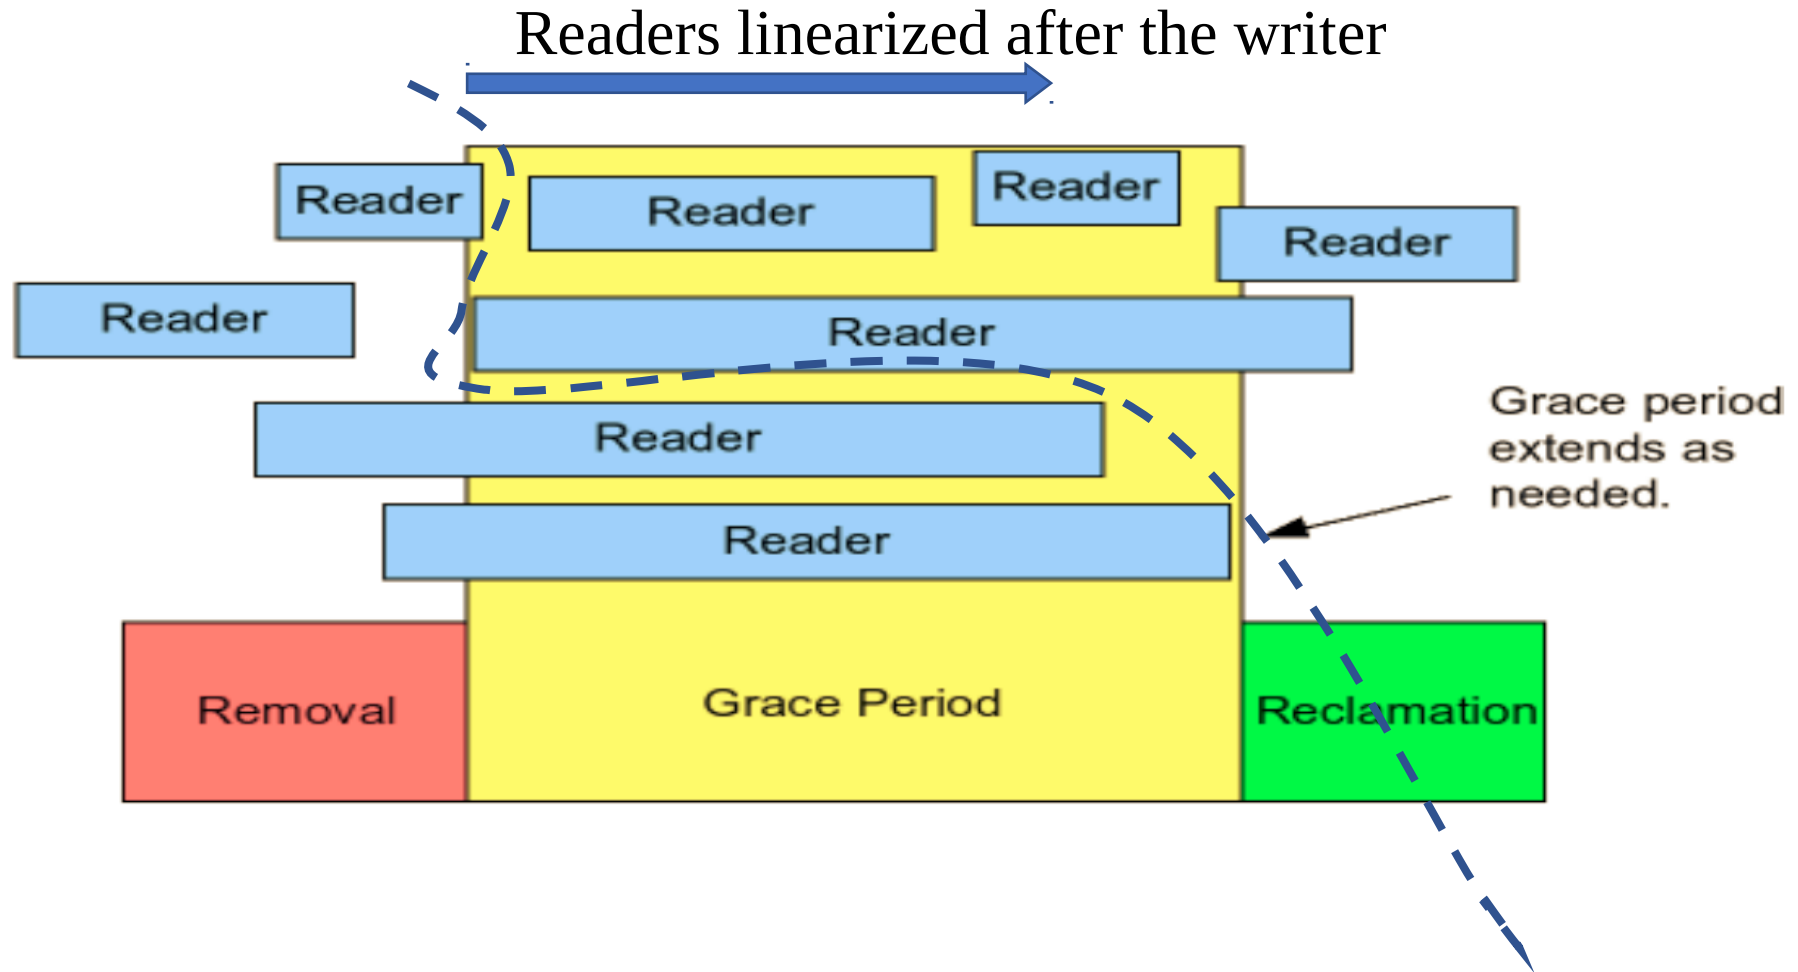 Readers linearized after the writer
Reader
Reader
Reader
Reader
Reader
Reader
Grace period
extends as
needed.
Reader
Reader
Removal
Grace Period
Reclamation